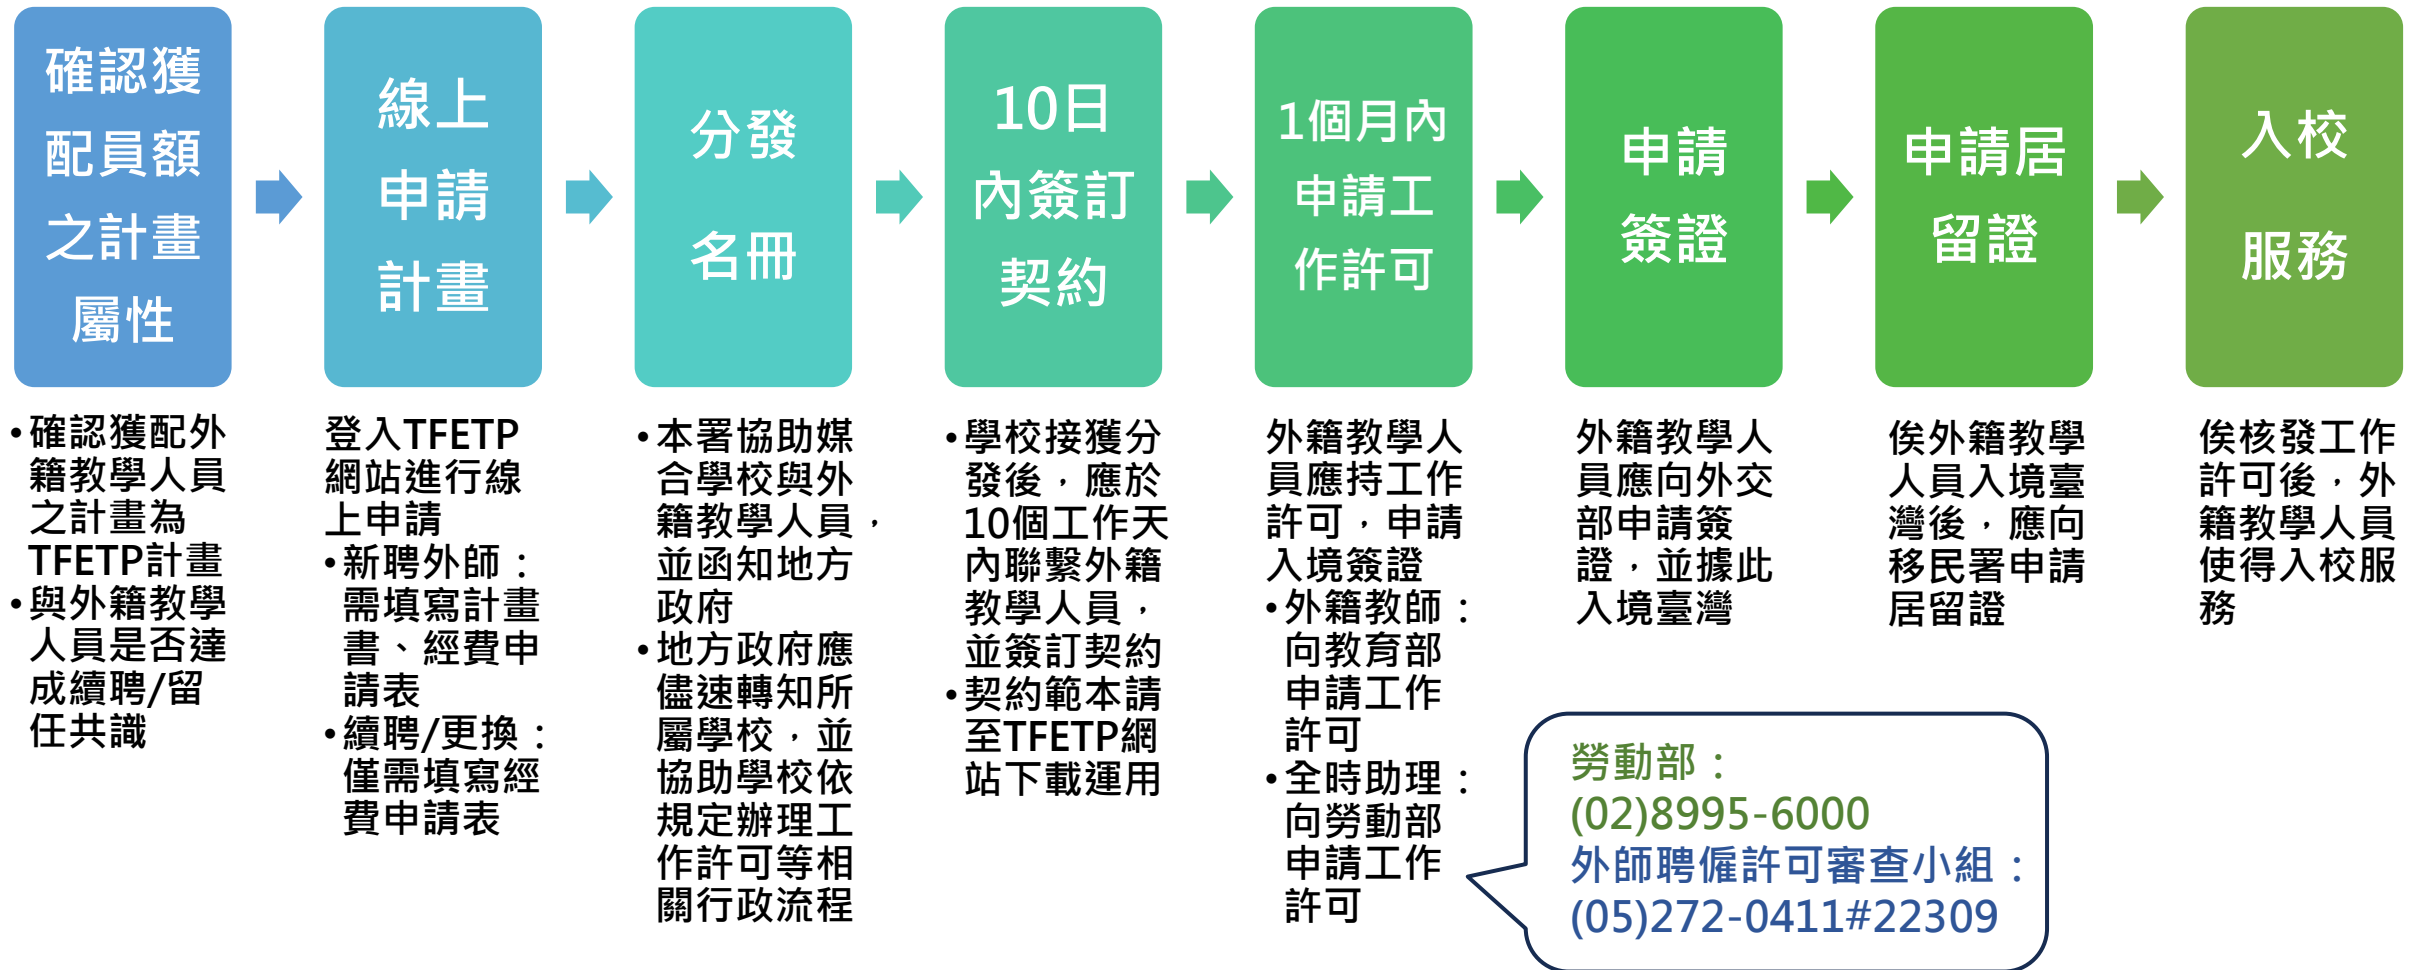 確認獲
配員額
之計畫
屬性
線上
申請
計畫
分發
名冊
10日
內簽訂
契約
1個月內
申請工
作許可
申請
簽證
申請居
留證
入校
服務
•確認獲配外
籍教學人員
之計畫為
TFETP計畫
•與外籍教學
人員是否達
成續聘/留
任共識
登入TFETP
網站進行線
上申請
•新聘外師：
需填寫計畫
書、經費申
請表
•續聘/更換：
僅需填寫經
費申請表
•本署協助媒
合學校與外
籍教學人員，
並函知地方
政府
•地方政府應
儘速轉知所
屬學校，並
協助學校依
規定辦理工
作許可等相
關行政流程
•學校接獲分
發後，應於
10個工作天
內聯繫外籍
教學人員，
並簽訂契約
•契約範本請
至TFETP網
站下載運用
外籍教學人
員應持工作
許可，申請
入境簽證
•外籍教師：
向教育部
申請工作
許可
•全時助理：
向勞動部
申請工作
許可
外籍教學人
員應向外交
部申請簽
證，並據此
入境臺灣
俟外籍教學
人員入境臺
灣後，應向
移民署申請
居留證
俟核發工作
許可後，外
籍教學人員
使得入校服
務
勞動部：
(02)8995-6000
外師聘僱許可審查小組：
(05)272-0411#22309